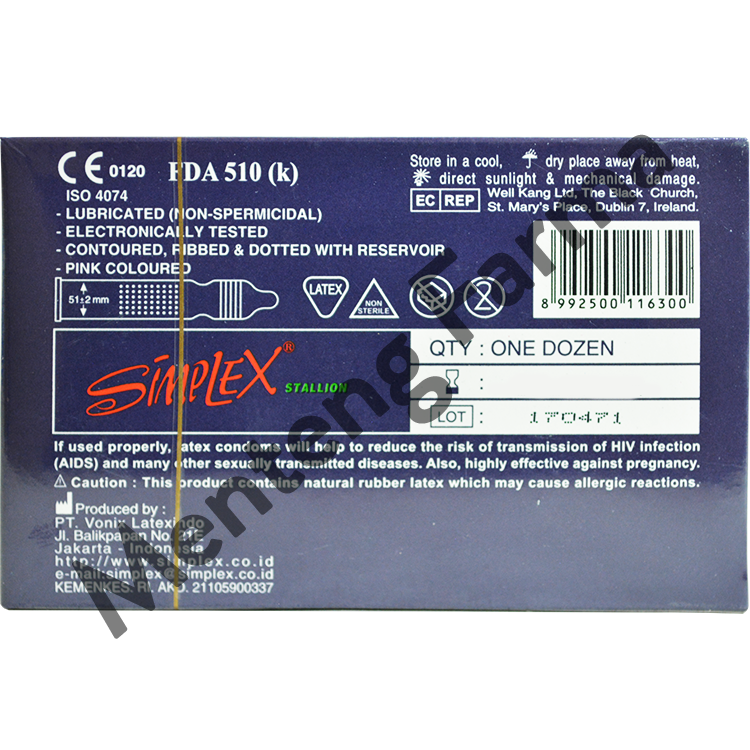 CE 0120 FDA 510 (k)
ISO 4074
- LUBRICATED (NON-SPERMICIDAL)
- ELECTRONICALLY TESTED
- CONTOURED, RIBBED & DOTTED WITH RESERVOIR
- PINK COLOURED
51±2 mm
LATEX
NON
STERILE
2
Store in a cool, dry place away from heat,
direct sunlight & mechanical damage.
EC REP
Well Kang Ltd, The Black Church,
St. Mary's Place, Dublin 7, Ireland.
8 992500 116300
SIMPLEX® STALLION
QTY : ONE DOZEN
:
LOT : 170471
If used properly, latex condoms will help to reduce the risk of transmission of HIV infection
(AIDS) and many other sexually transmitted diseases. Also, highly effective against pregnancy.
Caution : This product contains natural rubber latex which may cause allergic reactions.
Produced by :
PT. Vonix Latexindo
Jl. Balikpapan No. 21E
Jakarta - Indonesia
http://www.simplex.co.id
e-mail:simplex@simplex.co.id
KEMENKES. RI. AKD. 21105900337
Menteng Farma